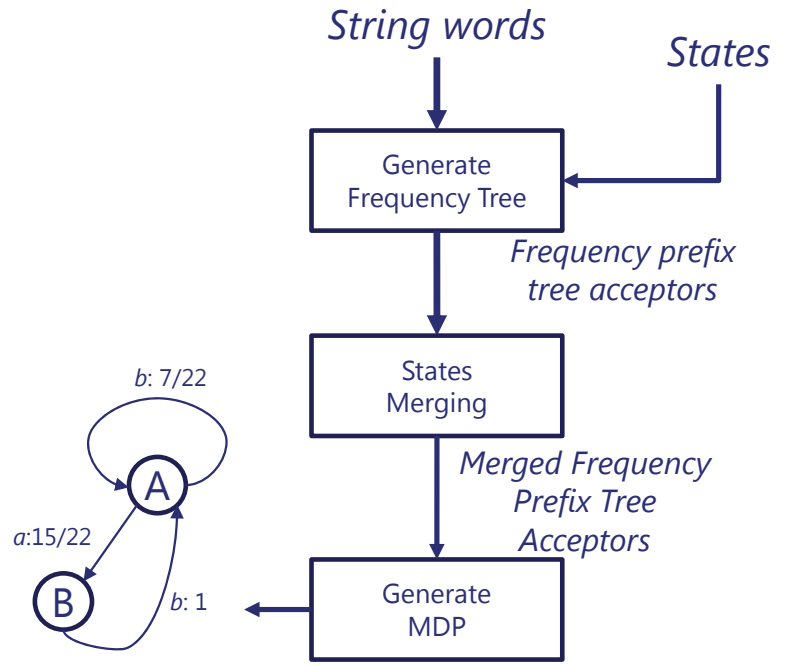 String words
States
Generate
Frequency Tree
Frequency prefix
tree acceptors
States
Merging
Merged Frequency
Prefix Tree
Acceptors
Generate
MDP
b: 7/22
A
a:15/22
B
b: 1